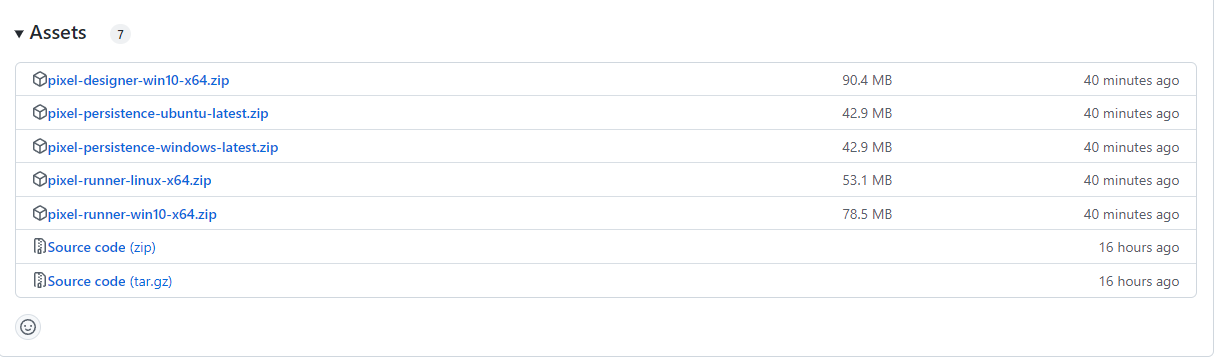 Assets 7
pixel-designer-win10-x64.zip 90.4 MB 40 minutes ago
pixel-persistence-ubuntu-latest.zip 42.9 MB 40 minutes ago
pixel-persistence-windows-latest.zip 42.9 MB 40 minutes ago
pixel-runner-linux-x64.zip 53.1 MB 40 minutes ago
pixel-runner-win10-x64.zip 78.5 MB 40 minutes ago
Source code (zip) 16 hours ago
Source code (tar.gz) 16 hours ago